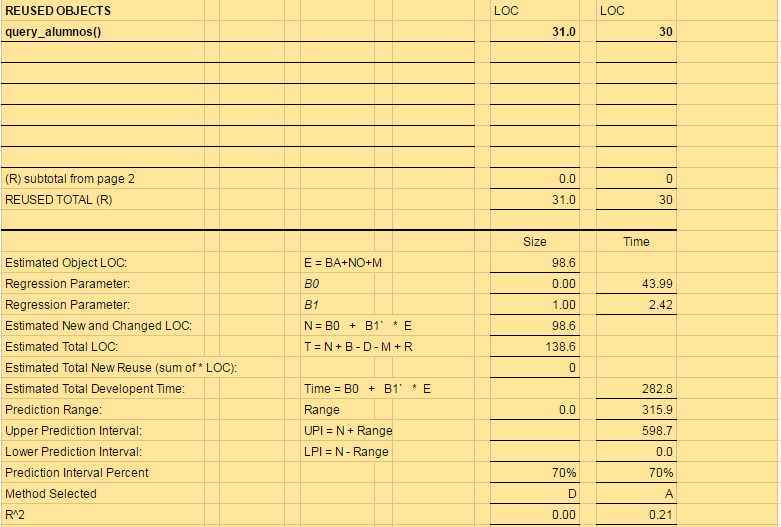 REUSED OBJECTS LOC LOC
query_alumnos() 31.0 30
(R) subtotal from page 2 0.0 0
REUSED TOTAL (R) 31.0 30
Size Time
Estimated Object LOC: E = BA+NO+M 98.6
Regression Parameter: B0 0.00 43.99
Regression Parameter: B1 1.00 2.42
Estimated New and Changed LOC: N = B0 + B1` * E 98.6
Estimated Total LOC: T = N + B - D - M + R 138.6
Estimated Total New Reuse (sum of * LOC): 0
Estimated Total Developent Time: Time = B0 + B1` * E 282.8
Prediction Range: Range 0.0 315.9
Upper Prediction Interval: UPI = N + Range 598.7
Lower Prediction Interval: LPI = N - Range 0.0
Prediction Interval Percent 70% 70%
Method Selected D A
R^2 0.00 0.21